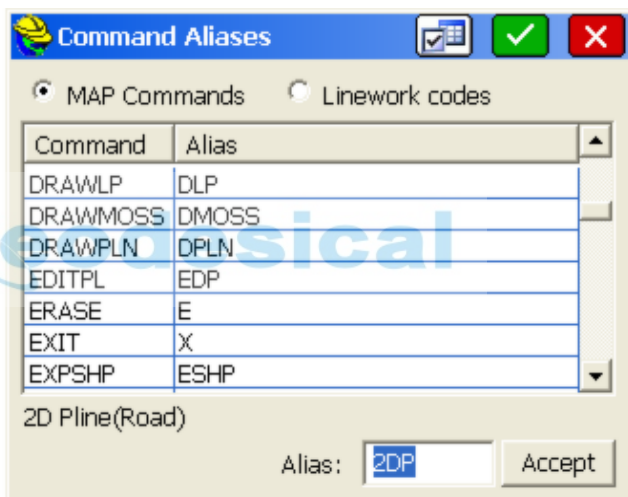 Command Aliases
MAP Commands Linework codes
Command Alias
DRAWLP DLP
DRAWMOSS DMOSS
DRAWPLN DPLN
EDITPL EDP
ERASE E
EXIT X
EXPSHP ESHP
2D Pline(Road)
Alias: 2DP Accept
eodesical